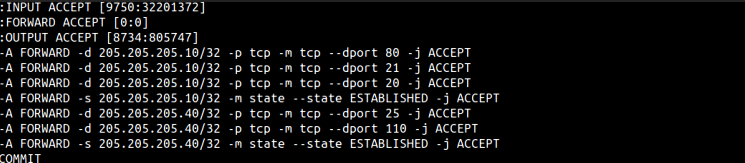 :INPUT ACCEPT [9750:32201372]
:FORWARD ACCEPT [0:0]
:OUTPUT ACCEPT [8734:805747]
-A FORWARD -d 205.205.205.10/32 -p tcp -m tcp --dport 80 -j ACCEPT
-A FORWARD -d 205.205.205.10/32 -p tcp -m tcp --dport 21 -j ACCEPT
-A FORWARD -d 205.205.205.10/32 -p tcp -m tcp --dport 20 -j ACCEPT
-A FORWARD -s 205.205.205.10/32 -m state --state ESTABLISHED -j ACCEPT
-A FORWARD -d 205.205.205.40/32 -p tcp -m tcp --dport 25 -j ACCEPT
-A FORWARD -d 205.205.205.40/32 -p tcp -m tcp --dport 110 -j ACCEPT
-A FORWARD -s 205.205.205.40/32 -m state --state ESTABLISHED -j ACCEPT
COMMIT